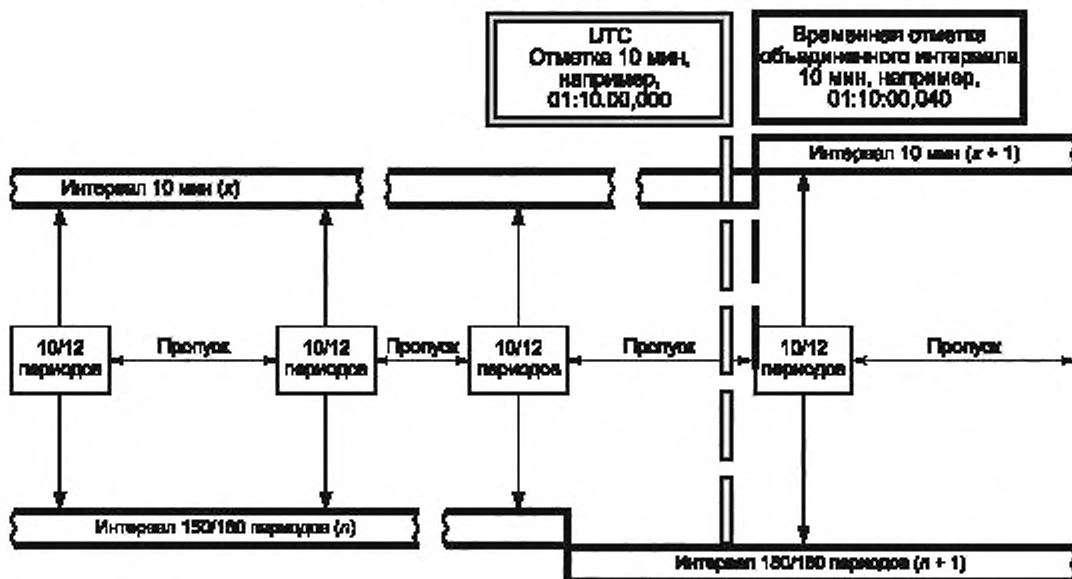 UTC
Отметка 10 мин,
например,
01:10:00,000
Временная отметка
объединенного интервала
10 мин, например,
01:10:00,040
Интервал 10 мин (x + 1)
Интервал 10 мин (x)
10/12
периодов
Пропуск
10/12
периодов
Пропуск
10/12
периодов
Пропуск
10/12
периодов
Пропуск
Интервал 150/180 периодов (n)
Интервал 150/180 периодов (n + 1)